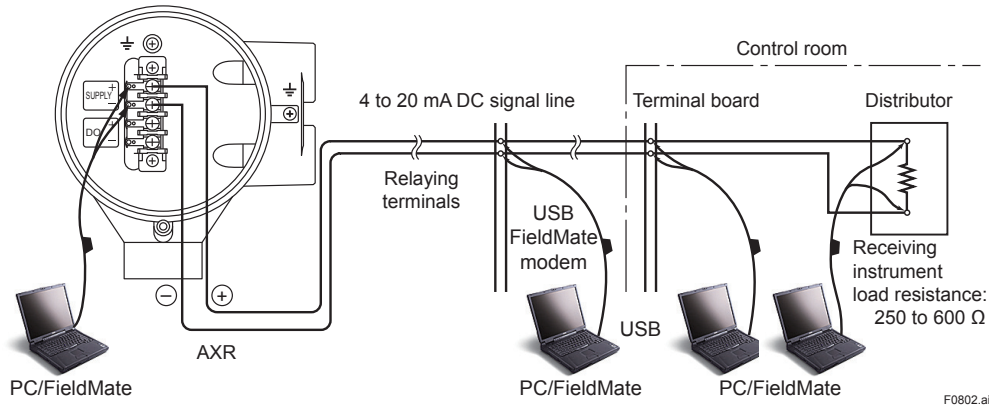 Control room
4 to 20 mA DC signal line
Terminal board
Distributor
SUPPLY
+
−
DO
+
−
Relaying
terminals
USB
FieldMate
modem
Receiving
instrument
load resistance:
250 to 600 Ω
−
+
USB
AXR
PC/FieldMate
PC/FieldMate
PC/FieldMate
F0802.ai